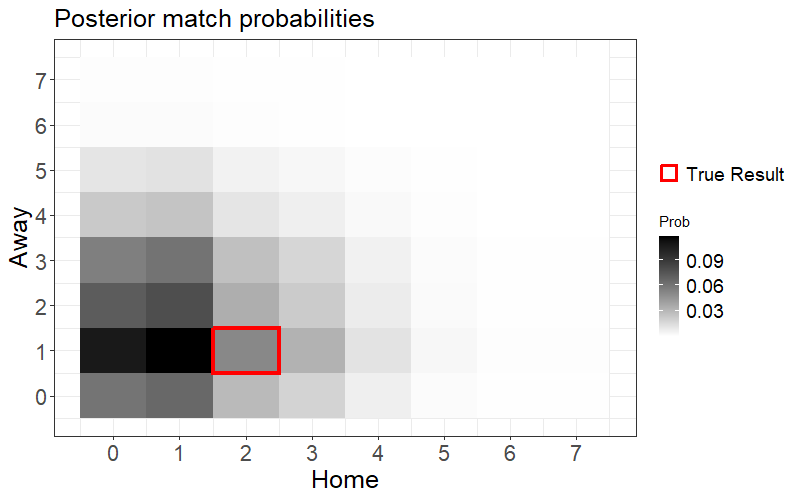 Posterior match probabilities
7
6
5
4
3
2
1
0
Away
0 1 2 3 4 5 6 7
Home
True Result
Prob
0.09
0.06
0.03